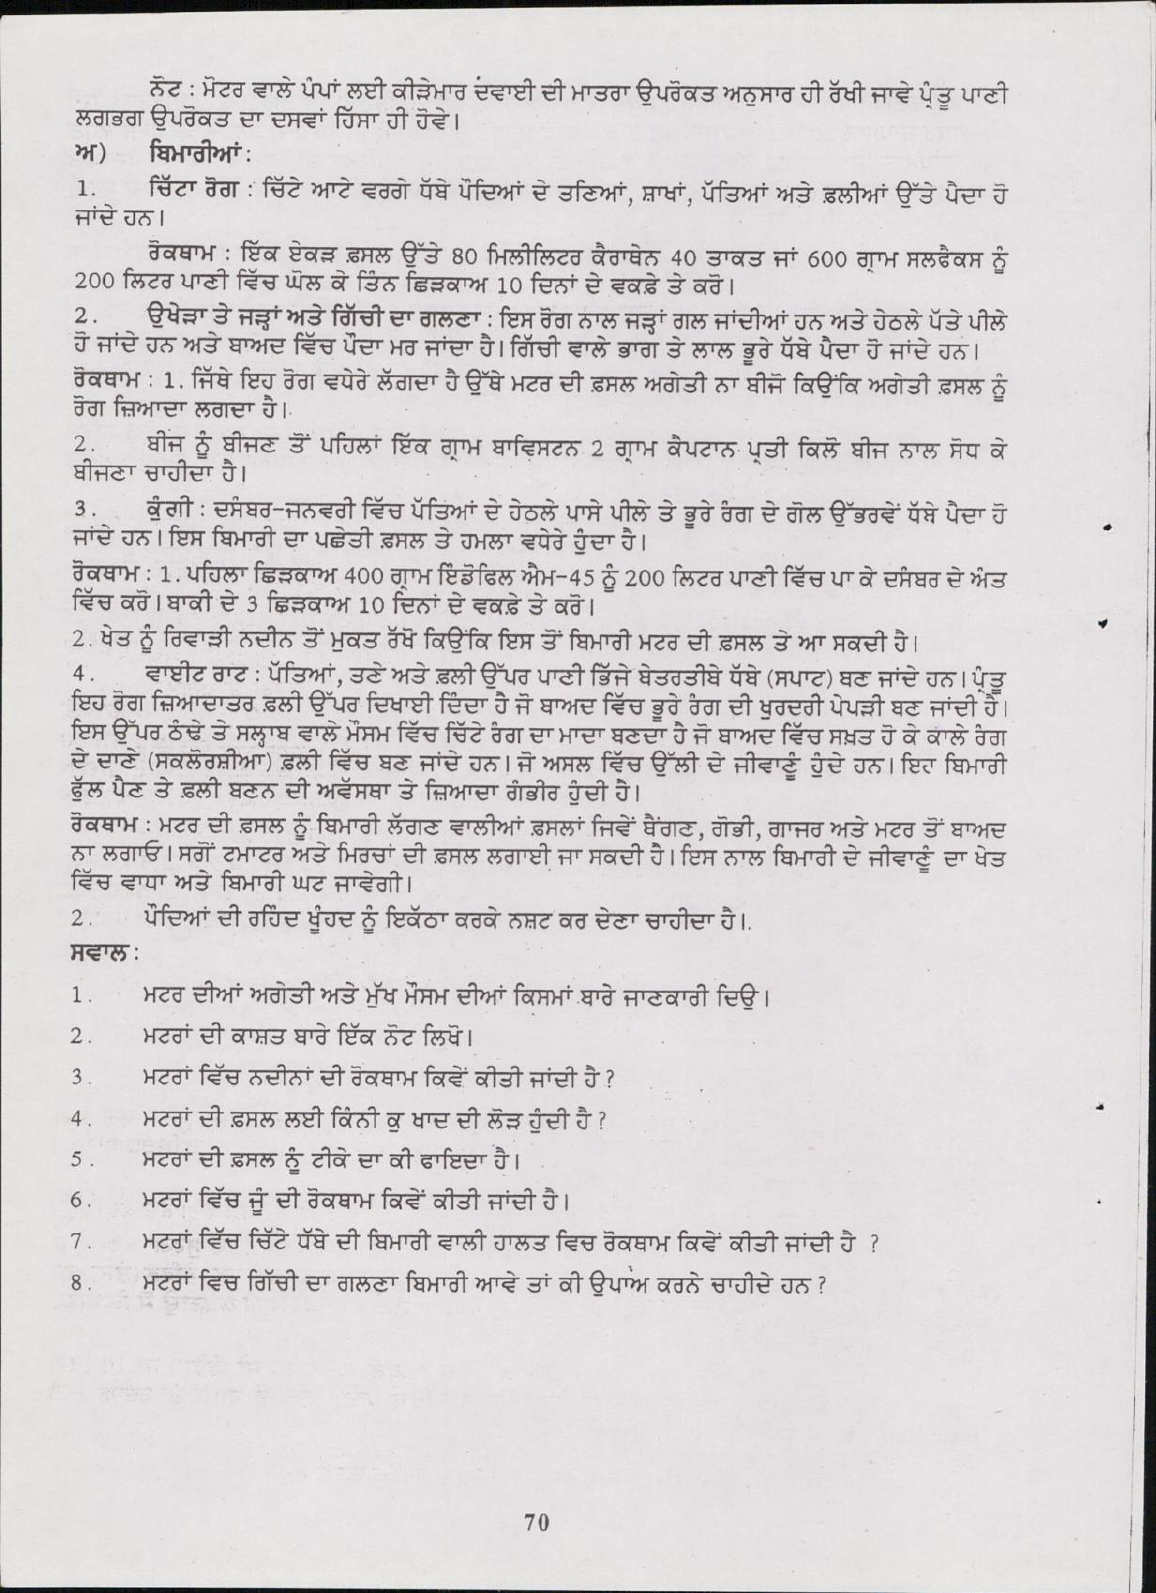 ਨੋਟ : ਮੋਟਰ ਵਾਲੇ ਪੰਪਾਂ ਲਈ ਕੀੜੇਮਾਰ ਦਵਾਈ ਦੀ ਮਾਤਰਾ ਉਪਰੋਕਤ ਅਨੁਸਾਰ ਹੀ ਰੱਖੀ ਜਾਵੇ ਪ੍ਰੰਤੂ ਪਾਣੀ
ਲਗਭਗ ਉਪਰੋਕਤ ਦਾ ਦਸਵਾਂ ਹਿੱਸਾ ਹੀ ਹੋਵੇ।
ਅ) ਬਿਮਾਰੀਆਂ :
1. ਚਿੱਟਾ ਰੋਗ : ਚਿੱਟੇ ਆਟੇ ਵਰਗੇ ਧੱਬੇ ਪੌਦਿਆਂ ਦੇ ਤਣਿਆਂ, ਸ਼ਾਖਾਂ, ਪੱਤਿਆਂ ਅਤੇ ਫ਼ਲੀਆਂ ਉੱਤੇ ਪੈਦਾ ਹੋ
ਜਾਂਦੇ ਹਨ।
ਰੋਕਥਾਮ : ਇੱਕ ਏਕੜ ਫ਼ਸਲ ਉੱਤੇ 80 ਮਿਲੀਲਿਟਰ ਕੈਰਾਥੇਨ 40 ਤਾਕਤ ਜਾਂ 600 ਗ੍ਰਾਮ ਸਲਫੈਕਸ ਨੂੰ
200 ਲਿਟਰ ਪਾਣੀ ਵਿੱਚ ਘੋਲ ਕੇ ਤਿੰਨ ਛਿੜਕਾਅ 10 ਦਿਨਾਂ ਦੇ ਵਕਫ਼ੇ ਤੇ ਕਰੋ।
2. ਉਖੇੜਾ ਤੇ ਜੜ੍ਹਾਂ ਅਤੇ ਗਿੱਚੀ ਦਾ ਗਲਣਾ : ਇਸ ਰੋਗ ਨਾਲ ਜੜ੍ਹਾਂ ਗਲ ਜਾਂਦੀਆਂ ਹਨ ਅਤੇ ਹੇਠਲੇ ਪੱਤੇ ਪੀਲੇ
ਹੋ ਜਾਂਦੇ ਹਨ ਅਤੇ ਬਾਅਦ ਵਿੱਚ ਪੌਦਾ ਮਰ ਜਾਂਦਾ ਹੈ। ਗਿੱਚੀ ਵਾਲੇ ਭਾਗ ਤੇ ਲਾਲ ਭੂਰੇ ਧੱਬੇ ਪੈਦਾ ਹੋ ਜਾਂਦੇ ਹਨ।
ਰੋਕਥਾਮ : 1. ਜਿੱਥੇ ਇਹ ਰੋਗ ਵਧੇਰੇ ਲੱਗਦਾ ਹੈ ਉੱਥੇ ਮਟਰ ਦੀ ਫ਼ਸਲ ਅਗੇਤੀ ਨਾ ਬੀਜੋ ਕਿਉਂਕਿ ਅਗੇਤੀ ਫ਼ਸਲ ਨੂੰ
ਰੋਗ ਜ਼ਿਆਦਾ ਲਗਦਾ ਹੈ।
2. ਬੀਜ ਨੂੰ ਬੀਜਣ ਤੋਂ ਪਹਿਲਾਂ ਇੱਕ ਗ੍ਰਾਮ ਬਾਵਿਸਟਨ 2 ਗ੍ਰਾਮ ਕੈਪਟਾਨ ਪ੍ਰਤੀ ਕਿਲੋ ਬੀਜ ਨਾਲ ਸੋਧ ਕੇ
ਬੀਜਣਾ ਚਾਹੀਦਾ ਹੈ।
3. ਕੁੰਗੀ : ਦਸੰਬਰ-ਜਨਵਰੀ ਵਿੱਚ ਪੱਤਿਆਂ ਦੇ ਹੇਠਲੇ ਪਾਸੇ ਪੀਲੇ ਤੇ ਭੂਰੇ ਰੰਗ ਦੇ ਗੋਲ ਉੱਭਰਵੇਂ ਧੱਬੇ ਪੈਦਾ ਹੋ
ਜਾਂਦੇ ਹਨ। ਇਸ ਬਿਮਾਰੀ ਦਾ ਪਛੇਤੀ ਫ਼ਸਲ ਤੇ ਹਮਲਾ ਵਧੇਰੇ ਹੁੰਦਾ ਹੈ।
ਰੋਕਥਾਮ : 1. ਪਹਿਲਾ ਛਿੜਕਾਅ 400 ਗ੍ਰਾਮ ਇੰਡੋਫਿਲ ਐਮ-45 ਨੂੰ 200 ਲਿਟਰ ਪਾਣੀ ਵਿੱਚ ਪਾ ਕੇ ਦਸੰਬਰ ਦੇ ਅੰਤ
ਵਿੱਚ ਕਰੋ। ਬਾਕੀ ਦੇ 3 ਛਿੜਕਾਅ 10 ਦਿਨਾਂ ਦੇ ਵਕਫ਼ੇ ਤੇ ਕਰੋ।
2. ਖੇਤ ਨੂੰ ਰਿਵਾੜੀ ਨਦੀਨ ਤੋਂ ਮੁਕਤ ਰੱਖੋ ਕਿਉਂਕਿ ਇਸ ਤੋਂ ਬਿਮਾਰੀ ਮਟਰ ਦੀ ਫ਼ਸਲ ਤੇ ਆ ਸਕਦੀ ਹੈ।
4. ਵਾਈਟ ਰਾਟ : ਪੱਤਿਆਂ, ਤਣੇ ਅਤੇ ਫ਼ਲੀ ਉੱਪਰ ਪਾਣੀ ਭਿੱਜੇ ਬੇਤਰਤੀਬੇ ਧੱਬੇ (ਸਪਾਟ) ਬਣ ਜਾਂਦੇ ਹਨ। ਪ੍ਰੰਤੂ
ਇਹ ਰੋਗ ਜ਼ਿਆਦਾਤਰ ਫ਼ਲੀ ਉੱਪਰ ਦਿਖਾਈ ਦਿੰਦਾ ਹੈ ਜੋ ਬਾਅਦ ਵਿੱਚ ਭੂਰੇ ਰੰਗ ਦੀ ਖੁਰਦਰੀ ਪੇਪੜੀ ਬਣ ਜਾਂਦੀ ਹੈ।
ਇਸ ਉੱਪਰ ਠੰਢੇ ਤੇ ਸਲ੍ਹਾਬ ਵਾਲੇ ਮੌਸਮ ਵਿੱਚ ਚਿੱਟੇ ਰੰਗ ਦਾ ਮਾਦਾ ਬਣਦਾ ਹੈ ਜੋ ਬਾਅਦ ਵਿੱਚ ਸਖ਼ਤ ਹੋ ਕੇ ਕਾਲੇ ਰੰਗ
ਦੇ ਦਾਣੇ (ਸਕਲੋਰਸ਼ੀਆ) ਫ਼ਲੀ ਵਿੱਚ ਬਣ ਜਾਂਦੇ ਹਨ। ਜੋ ਅਸਲ ਵਿੱਚ ਉੱਲੀ ਦੇ ਜੀਵਾਣੂੰ ਹੁੰਦੇ ਹਨ। ਇਹ ਬਿਮਾਰੀ
ਫੁੱਲ ਪੈਣ ਤੇ ਫ਼ਲੀ ਬਣਨ ਦੀ ਅਵੱਸਥਾ ਤੇ ਜ਼ਿਆਦਾ ਗੰਭੀਰ ਹੁੰਦੀ ਹੈ।
ਰੋਕਥਾਮ : ਮਟਰ ਦੀ ਫ਼ਸਲ ਨੂੰ ਬਿਮਾਰੀ ਲੱਗਣ ਵਾਲੀਆਂ ਫ਼ਸਲਾਂ ਜਿਵੇਂ ਬੈਂਗਣ, ਗੋਭੀ, ਗਾਜਰ ਅਤੇ ਮਟਰ ਤੋਂ ਬਾਅਦ
ਨਾ ਲਗਾਓ। ਸਗੋਂ ਟਮਾਟਰ ਅਤੇ ਮਿਰਚਾਂ ਦੀ ਫ਼ਸਲ ਲਗਾਈ ਜਾ ਸਕਦੀ ਹੈ। ਇਸ ਨਾਲ ਬਿਮਾਰੀ ਦੇ ਜੀਵਾਣੂੰ ਦਾ ਖੇਤ
ਵਿੱਚ ਵਾਧਾ ਅਤੇ ਬਿਮਾਰੀ ਘਟ ਜਾਵੇਗੀ।
2. ਪੌਦਿਆਂ ਦੀ ਰਹਿੰਦ ਖੂੰਹਦ ਨੂੰ ਇਕੱਠਾ ਕਰਕੇ ਨਸ਼ਟ ਕਰ ਦੇਣਾ ਚਾਹੀਦਾ ਹੈ।
ਸਵਾਲ :
1. ਮਟਰ ਦੀਆਂ ਅਗੇਤੀ ਅਤੇ ਮੁੱਖ ਮੌਸਮ ਦੀਆਂ ਕਿਸਮਾਂ ਬਾਰੇ ਜਾਣਕਾਰੀ ਦਿਉ।
2. ਮਟਰਾਂ ਦੀ ਕਾਸ਼ਤ ਬਾਰੇ ਇੱਕ ਨੋਟ ਲਿਖੋ।
3. ਮਟਰਾਂ ਵਿੱਚ ਨਦੀਨਾਂ ਦੀ ਰੋਕਥਾਮ ਕਿਵੇਂ ਕੀਤੀ ਜਾਂਦੀ ਹੈ ?
4. ਮਟਰਾਂ ਦੀ ਫ਼ਸਲ ਲਈ ਕਿੰਨੀ ਕੁ ਖਾਦ ਦੀ ਲੋੜ ਹੁੰਦੀ ਹੈ ?
5. ਮਟਰਾਂ ਦੀ ਫ਼ਸਲ ਨੂੰ ਟੀਕੇ ਦਾ ਕੀ ਫਾਇਦਾ ਹੈ।
6. ਮਟਰਾਂ ਵਿੱਚ ਜੂੰ ਦੀ ਰੋਕਥਾਮ ਕਿਵੇਂ ਕੀਤੀ ਜਾਂਦੀ ਹੈ।
7. ਮਟਰਾਂ ਵਿੱਚ ਚਿੱਟੇ ਧੱਬੇ ਦੀ ਬਿਮਾਰੀ ਵਾਲੀ ਹਾਲਤ ਵਿਚ ਰੋਕਥਾਮ ਕਿਵੇਂ ਕੀਤੀ ਜਾਂਦੀ ਹੈ ?
8. ਮਟਰਾਂ ਵਿਚ ਗਿੱਚੀ ਦਾ ਗਲਣਾ ਬਿਮਾਰੀ ਆਵੇ ਤਾਂ ਕੀ ਉਪਾਅ ਕਰਨੇ ਚਾਹੀਦੇ ਹਨ ?
70